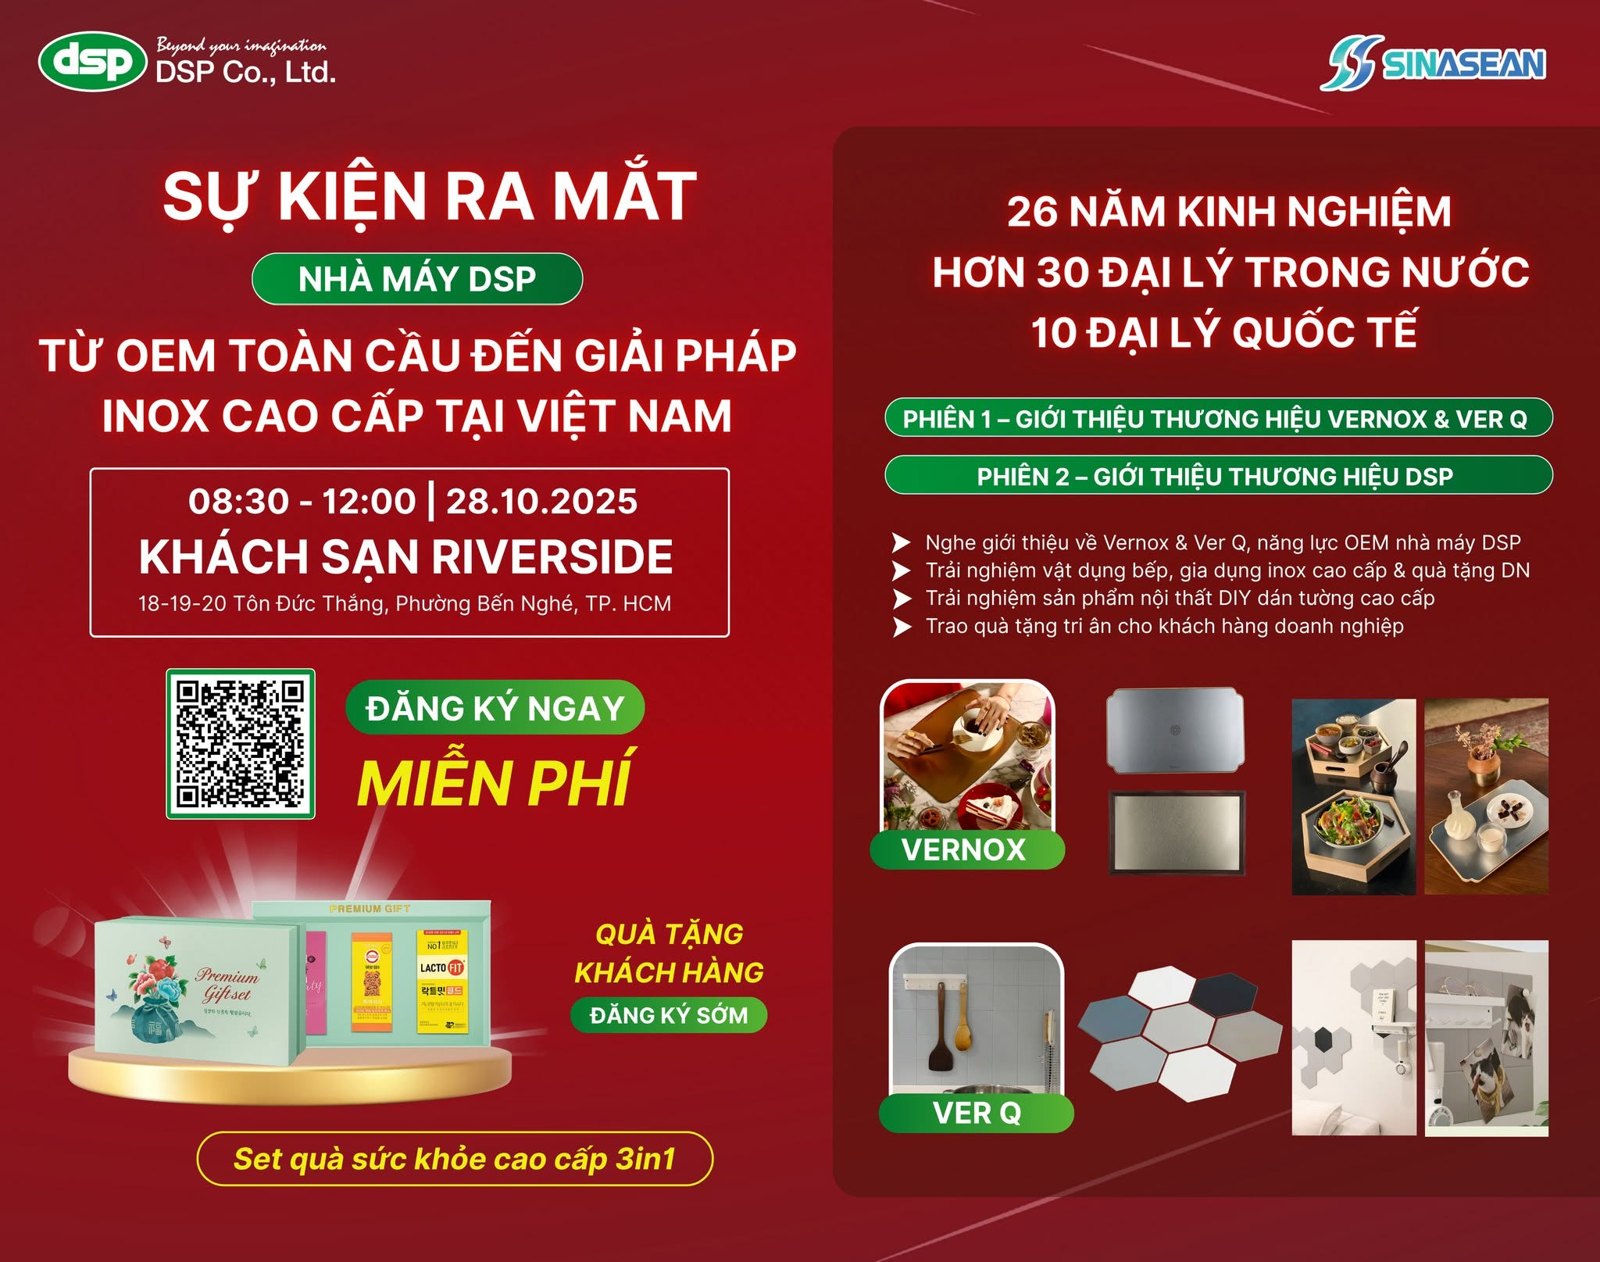 dsp
Beyond your imagination
DSP Co., Ltd.
SINASEAN
SỰ KIỆN RA MẮT
NHÀ MÁY DSP
TỪ OEM TOÀN CẦU ĐẾN GIẢI PHÁP
INOX CAO CẤP TẠI VIỆT NAM
08:30 - 12:00 | 28.10.2025
KHÁCH SẠN RIVERSIDE
18-19-20 Tôn Đức Thắng, Phường Bến Nghé, TP. HCM
ĐĂNG KÝ NGAY
MIỄN PHÍ
PREMIUM GIFT
Premium
Gift set
NO 1
LACTO FIT
QUÀ TẶNG
KHÁCH HÀNG
ĐĂNG KÝ SỚM
Set quà sức khỏe cao cấp 3in1
26 NĂM KINH NGHIỆM
HƠN 30 ĐẠI LÝ TRONG NƯỚC
10 ĐẠI LÝ QUỐC TẾ
PHIÊN 1 – GIỚI THIỆU THƯƠNG HIỆU VERNOX & VER Q
PHIÊN 2 – GIỚI THIỆU THƯƠNG HIỆU DSP
Nghe giới thiệu về Vernox & Ver Q, năng lực OEM nhà máy DSP
Trải nghiệm vật dụng bếp, gia dụng inox cao cấp & quà tặng DN
Trải nghiệm sản phẩm nội thất DIY dán tường cao cấp
Trao quà tặng tri ân cho khách hàng doanh nghiệp
VERNOX
VER Q